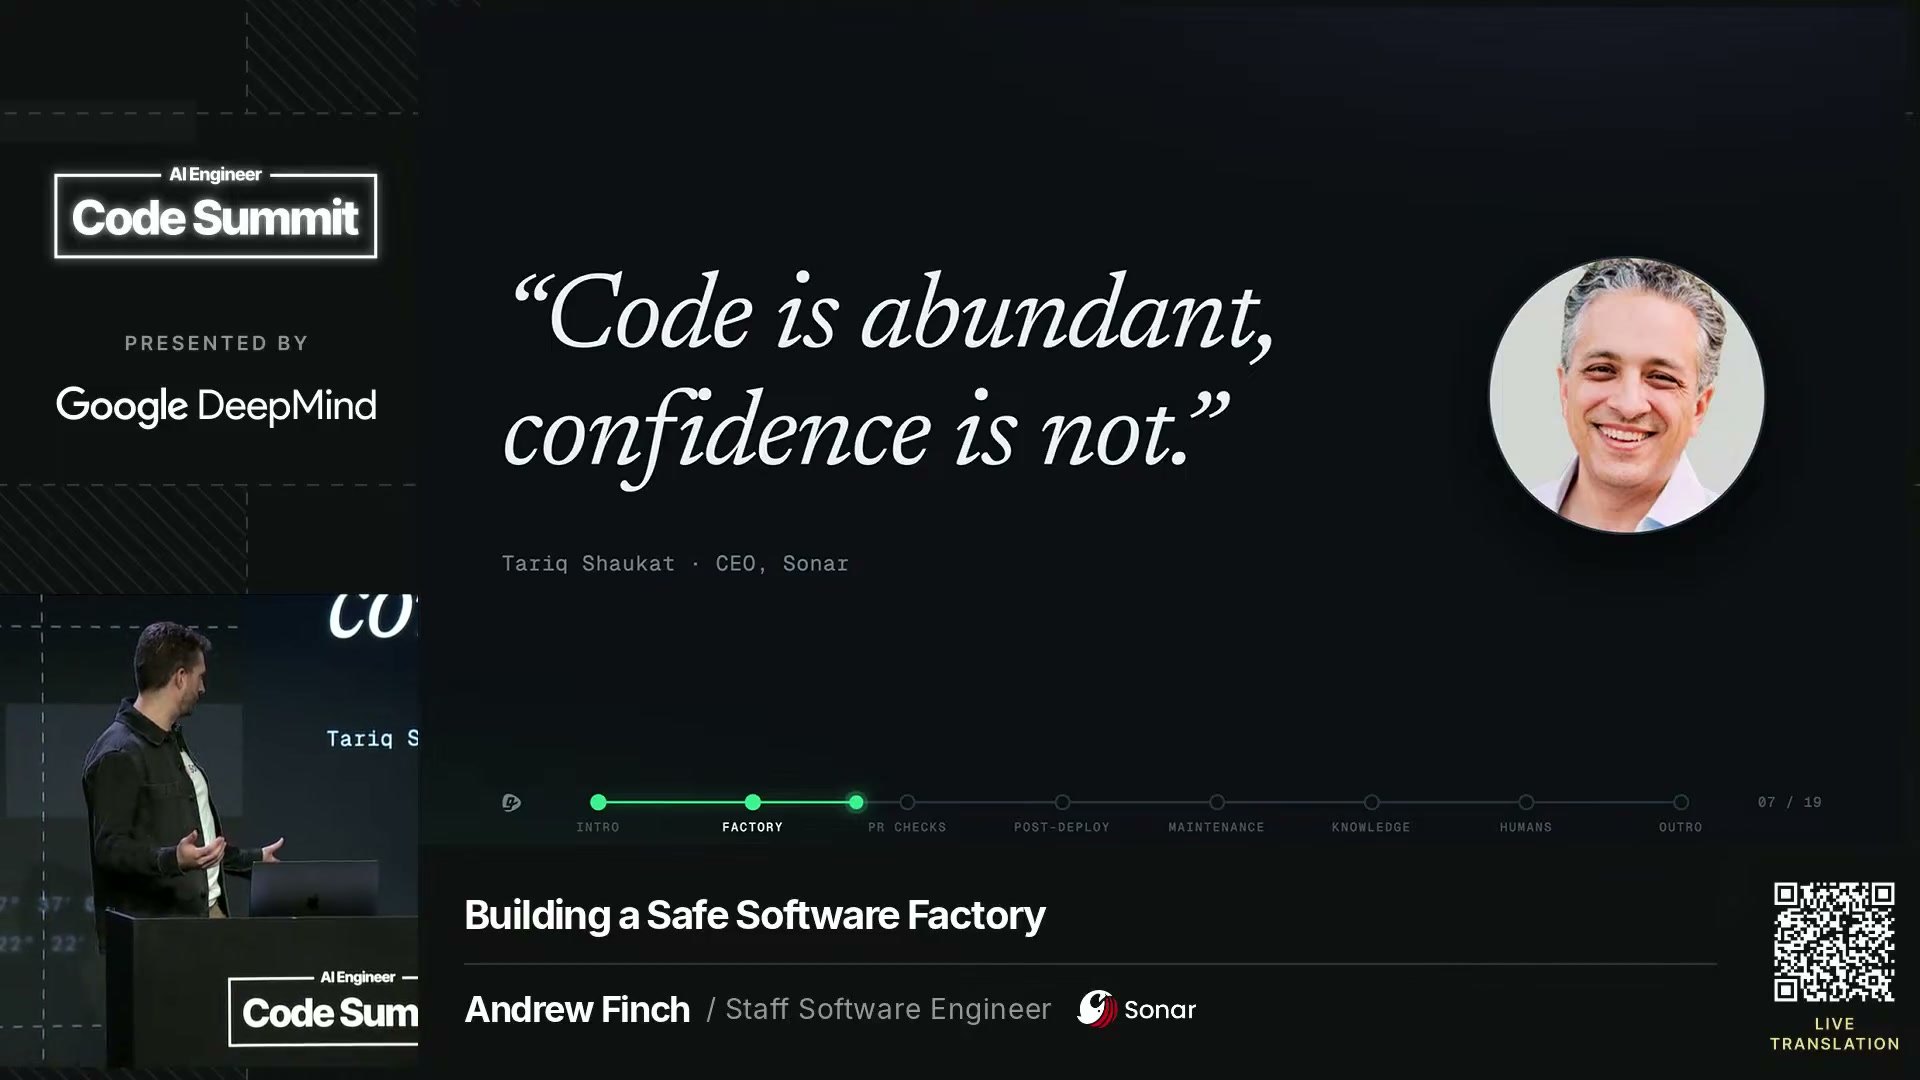 AI Engineer
Code Summit
PRESENTED BY
Google DeepMind
“Code is abundant,
confidence is not.”
Tariq Shaukat · CEO, Sonar
co
Tariq S
INTRO
FACTORY
PR CHECKS
POST-DEPLOY
MAINTENANCE
KNOWLEDGE
HUMANS
OUTRO
07 / 19
Building a Safe Software Factory
Andrew Finch / Staff Software Engineer
Sonar
AI Engineer
Code Sum
LIVE
TRANSLATION